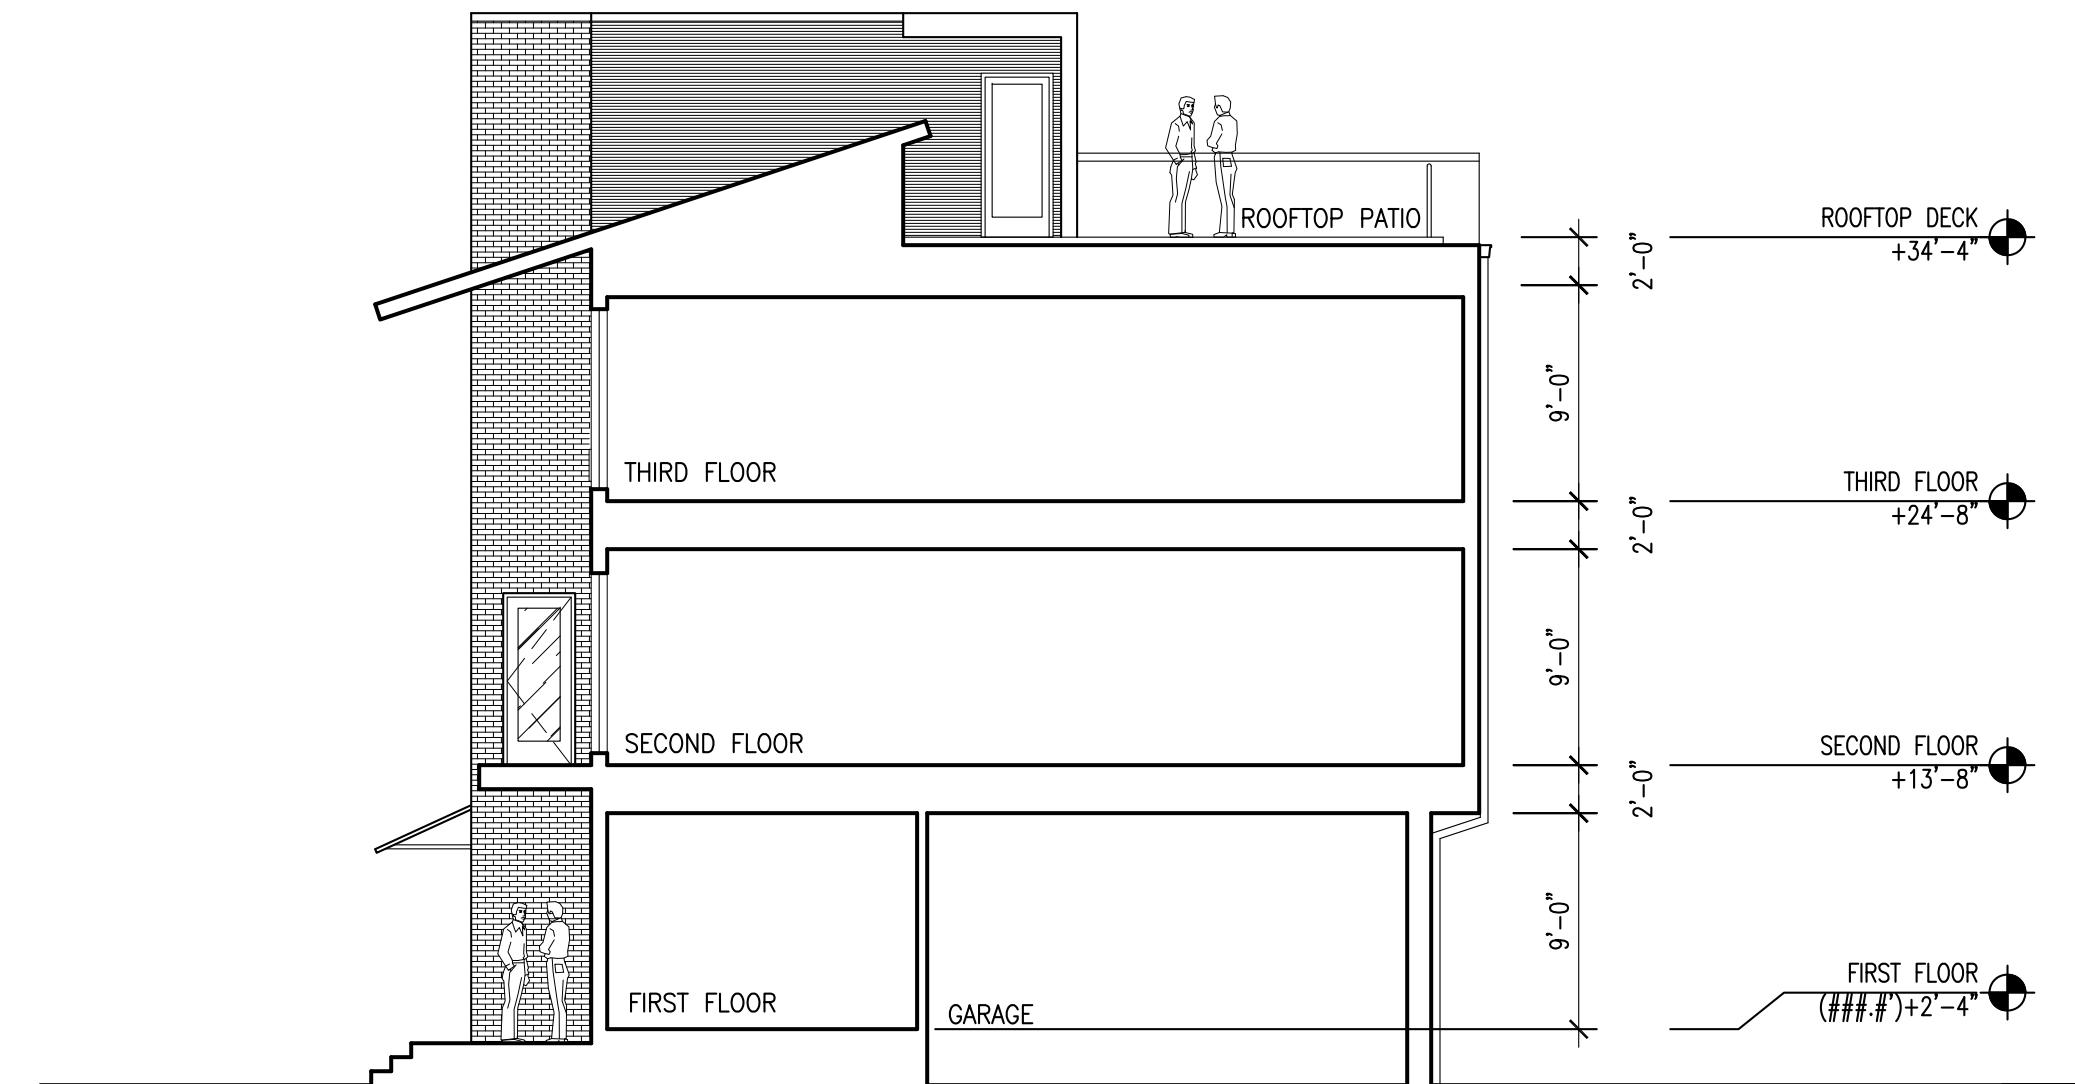 ROOFTOP PATIO
ROOFTOP DECK
+34'-4"
2'-0"
9'-0"
THIRD FLOOR
THIRD FLOOR
+24'-8"
2'-0"
9'-0"
SECOND FLOOR
SECOND FLOOR
+13'-8"
2'-0"
9'-0"
FIRST FLOOR
GARAGE
FIRST FLOOR
(###.#')+2'-4"